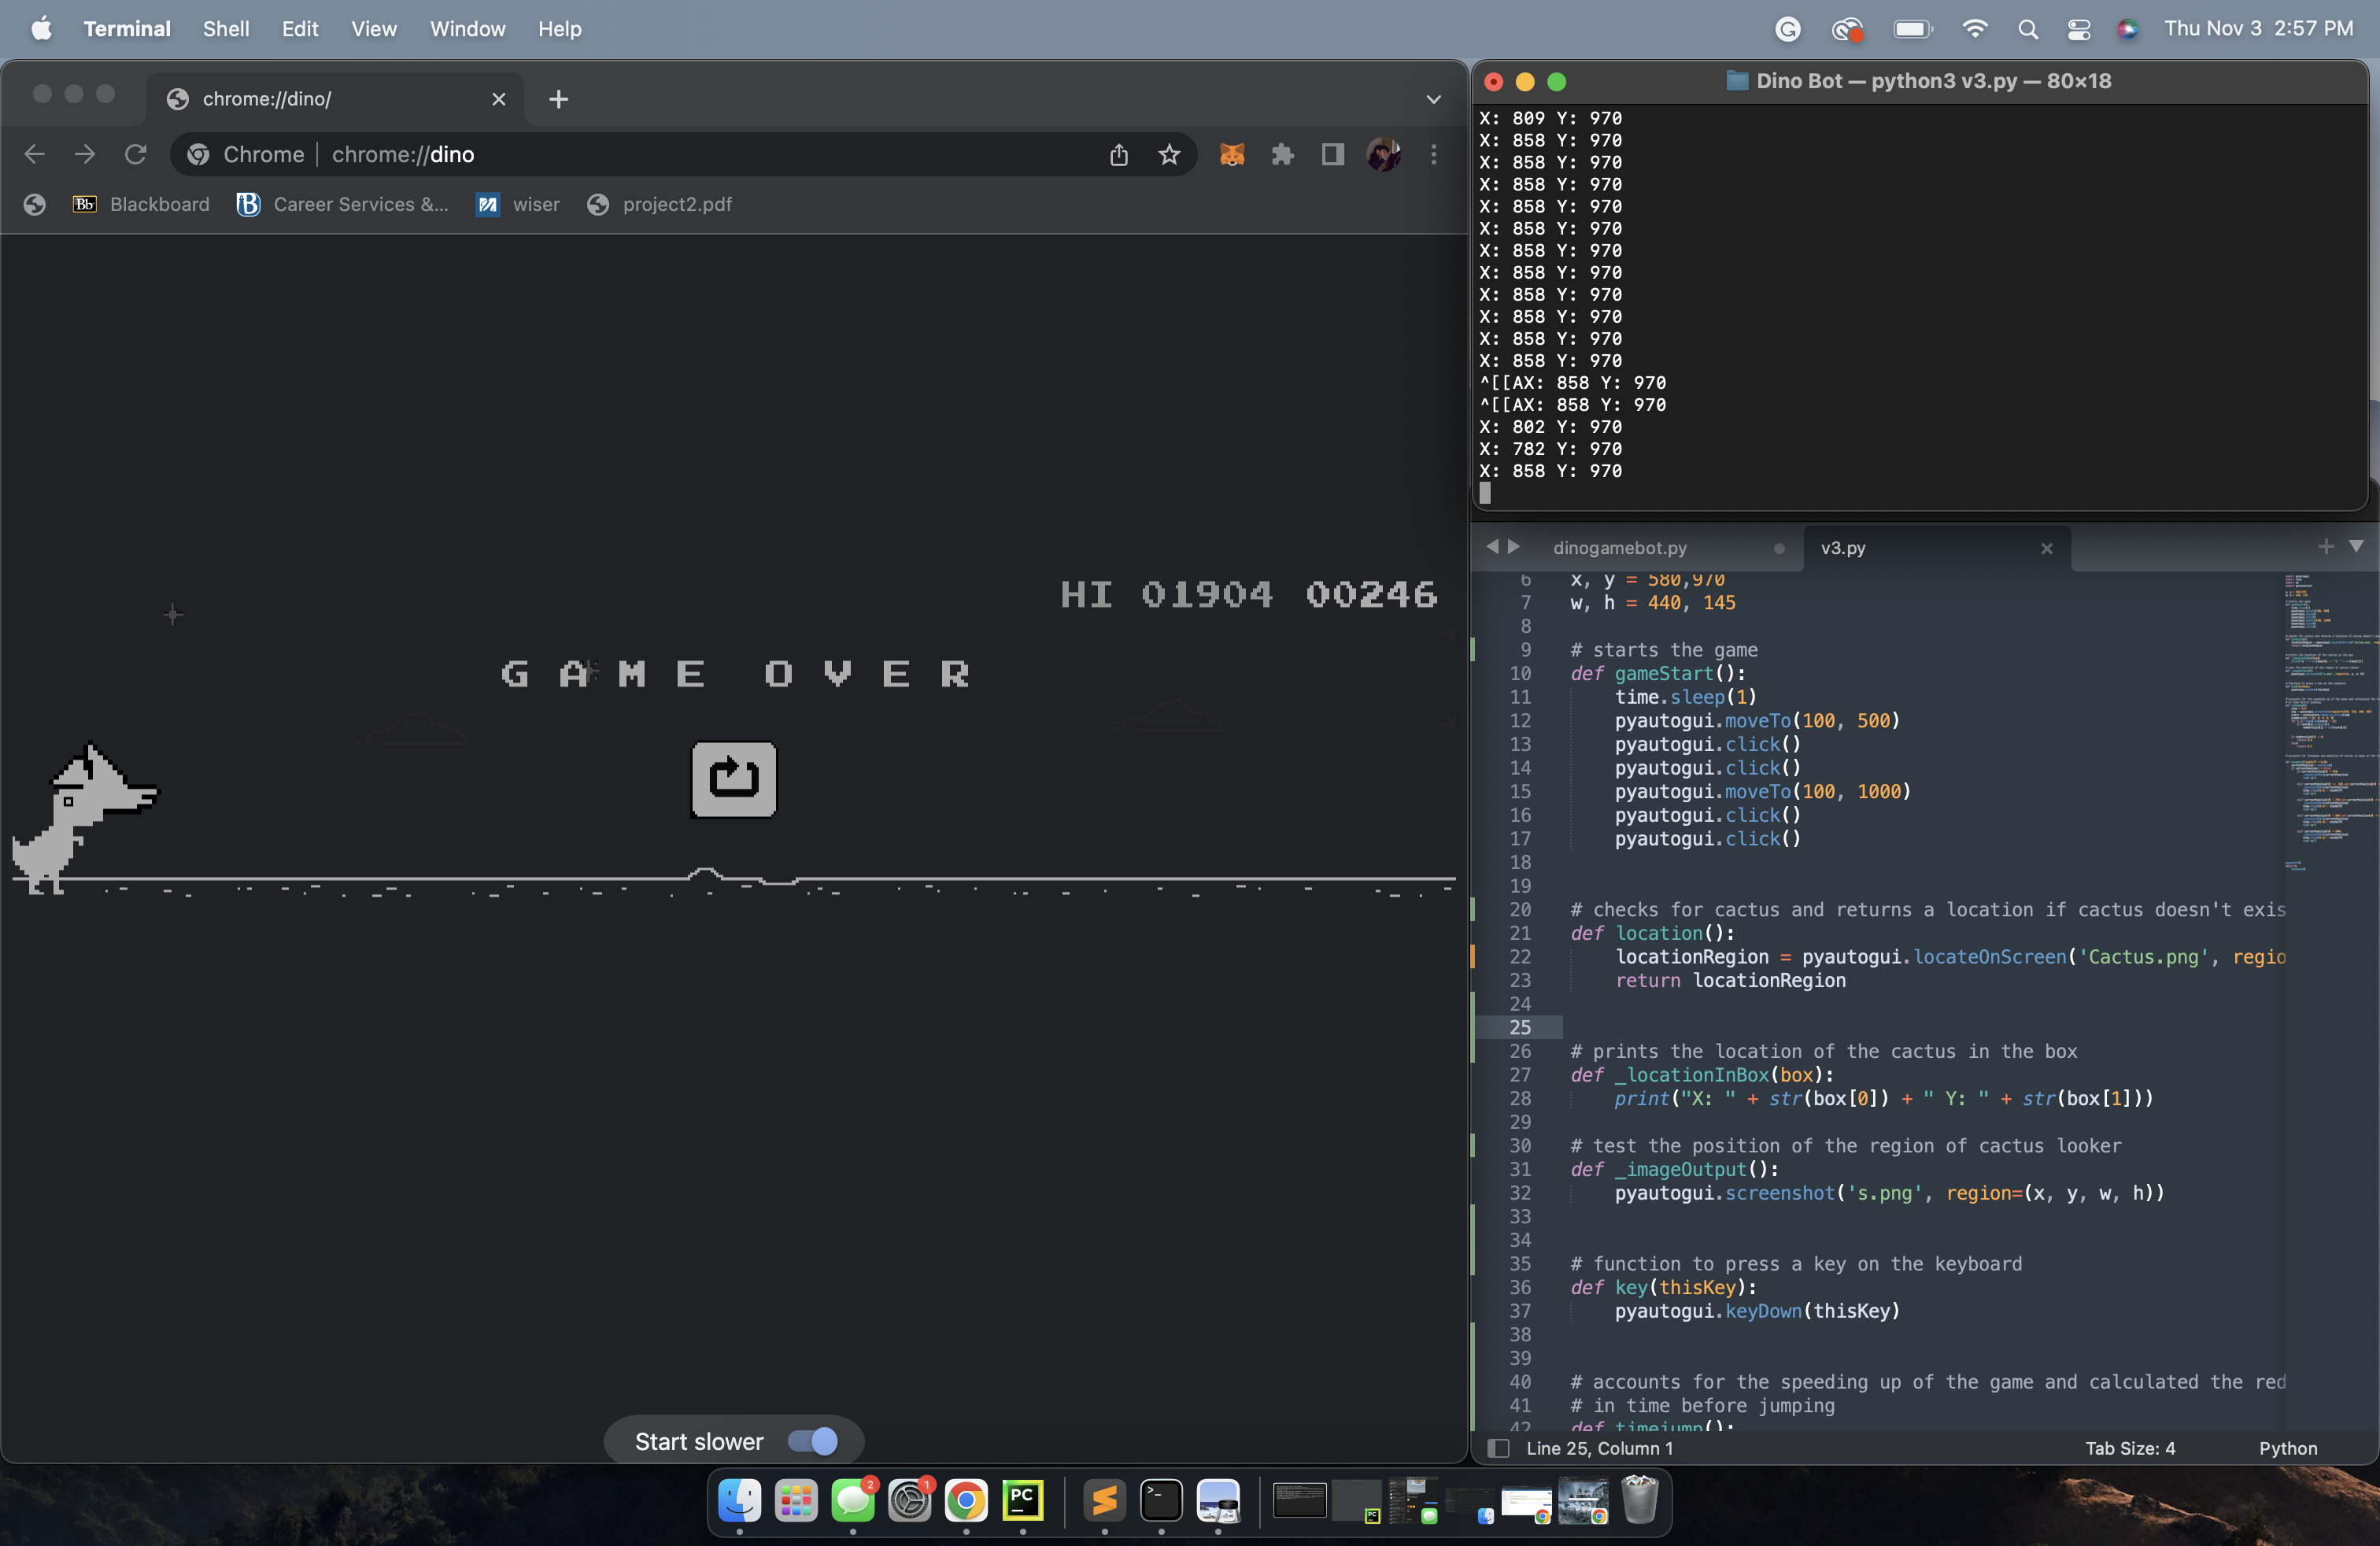 Terminal Shell Edit View Window Help
Thu Nov 3 2:57 PM
chrome://dino/
Chrome | chrome://dino
Bb Blackboard
B Career Services &...
wiser
project2.pdf
HI 01904 00246
GAME OVER
Start slower
Dino Bot — python3 v3.py — 80×18
X: 809 Y: 970
X: 858 Y: 970
X: 858 Y: 970
X: 858 Y: 970
X: 858 Y: 970
X: 858 Y: 970
X: 858 Y: 970
X: 858 Y: 970
X: 858 Y: 970
X: 858 Y: 970
X: 858 Y: 970
X: 858 Y: 970
^[[AX: 858 Y: 970
^[[AX: 858 Y: 970
X: 802 Y: 970
X: 782 Y: 970
X: 858 Y: 970
dinogamebot.py
v3.py
6 x, y = 580,970
7 w, h = 440, 145
8
9 # starts the game
10 def gameStart():
11 time.sleep(1)
12 pyautogui.moveTo(100, 500)
13 pyautogui.click()
14 pyautogui.click()
15 pyautogui.moveTo(100, 1000)
16 pyautogui.click()
17 pyautogui.click()
18
19
20 # checks for cactus and returns a location if cactus doesn't exis
21 def location():
22 locationRegion = pyautogui.locateOnScreen('Cactus.png', regio
23 return locationRegion
24
25
26 # prints the location of the cactus in the box
27 def _locationInBox(box):
28 print("X: " + str(box[0]) + " Y: " + str(box[1]))
29
30 # test the position of the region of cactus looker
31 def _imageOutput():
32 pyautogui.screenshot('s.png', region=(x, y, w, h))
33
34
35 # function to press a key on the keyboard
36 def key(thisKey):
37 pyautogui.keyDown(thisKey)
38
39
40 # accounts for the speeding up of the game and calculated the red
41 # in time before jumping
42 def timejump():
Line 25, Column 1
Tab Size: 4
Python
2
1
PC